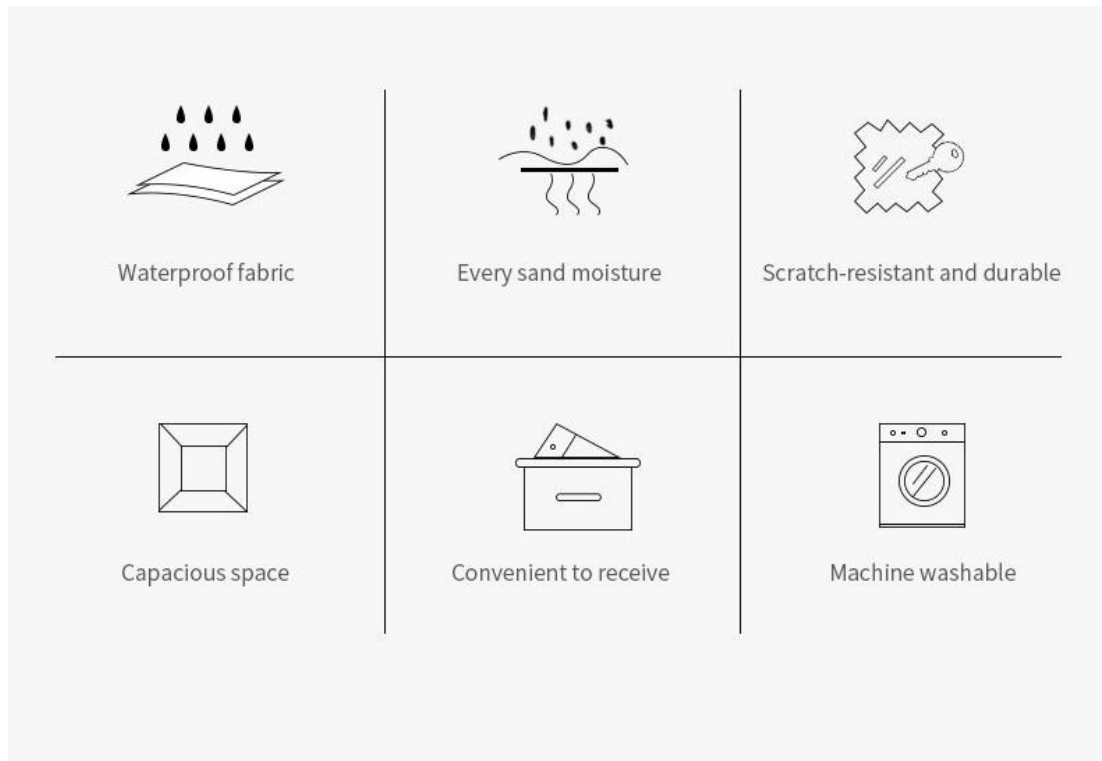 Waterproof fabric
Every sand moisture
Scratch-resistant and durable
Capacious space
Convenient to receive
Machine washable